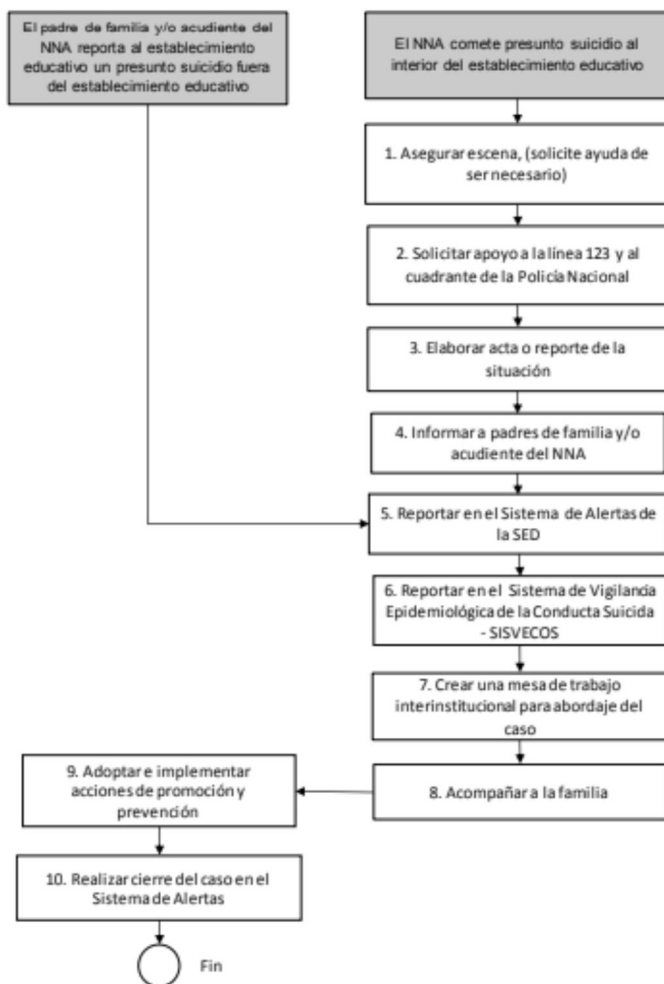 El padre de familia y/o acudiente del
NNA reporta al establecimiento
educativo un presunto suicidio fuera
del establecimiento educativo
El NNA comete presunto suicidio al
interior del establecimiento educativo
1. Asegurar escena, (solicite ayuda de
ser necesario)
2. Solicitar apoyo a la línea 123 y al
cuadrante de la Policía Nacional
3. Elaborar acta o reporte de la
situación
4. Informar a padres de familia y/o
acudiente del NNA
5. Reportar en el Sistema de Alertas de
la SED
6. Reportar en el Sistema de Vigilancia
Epidemiológica de la Conducta Suicida
- SISVECOS
7. Crear una mesa de trabajo
interinstitucional para abordaje del
caso
8. Acompañar a la familia
9. Adoptar e implementar
acciones de promoción y
prevención
10. Realizar cierre del caso en el
Sistema de Alertas
Fin